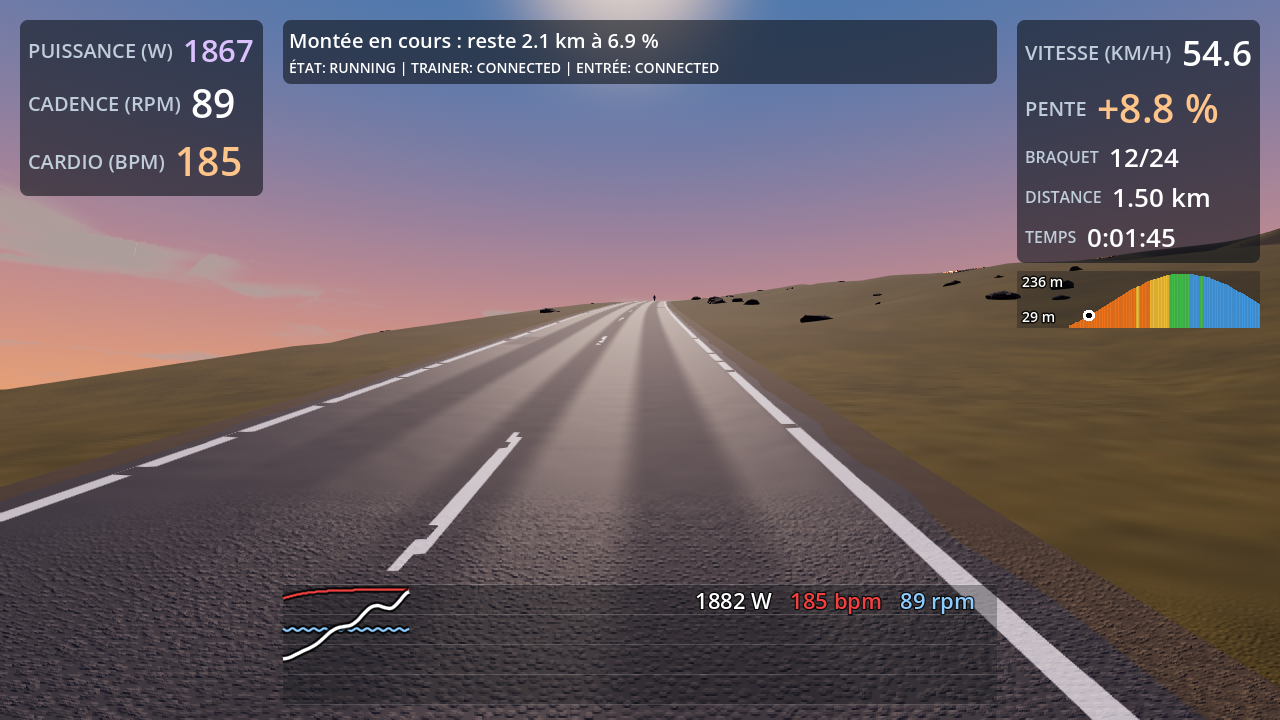 PUISSANCE (W) 1867
CADENCE (RPM) 89
CARDIO (BPM) 185
Montée en cours : reste 2.1 km à 6.9 %
ÉTAT: RUNNING | TRAINER: CONNECTED | ENTRÉE: CONNECTED
VITESSE (KM/H) 54.6
PENTE +8.8 %
BRAQUET 12/24
DISTANCE 1.50 km
TEMPS 0:01:45
236 m
29 m
1882 W 185 bpm 89 rpm